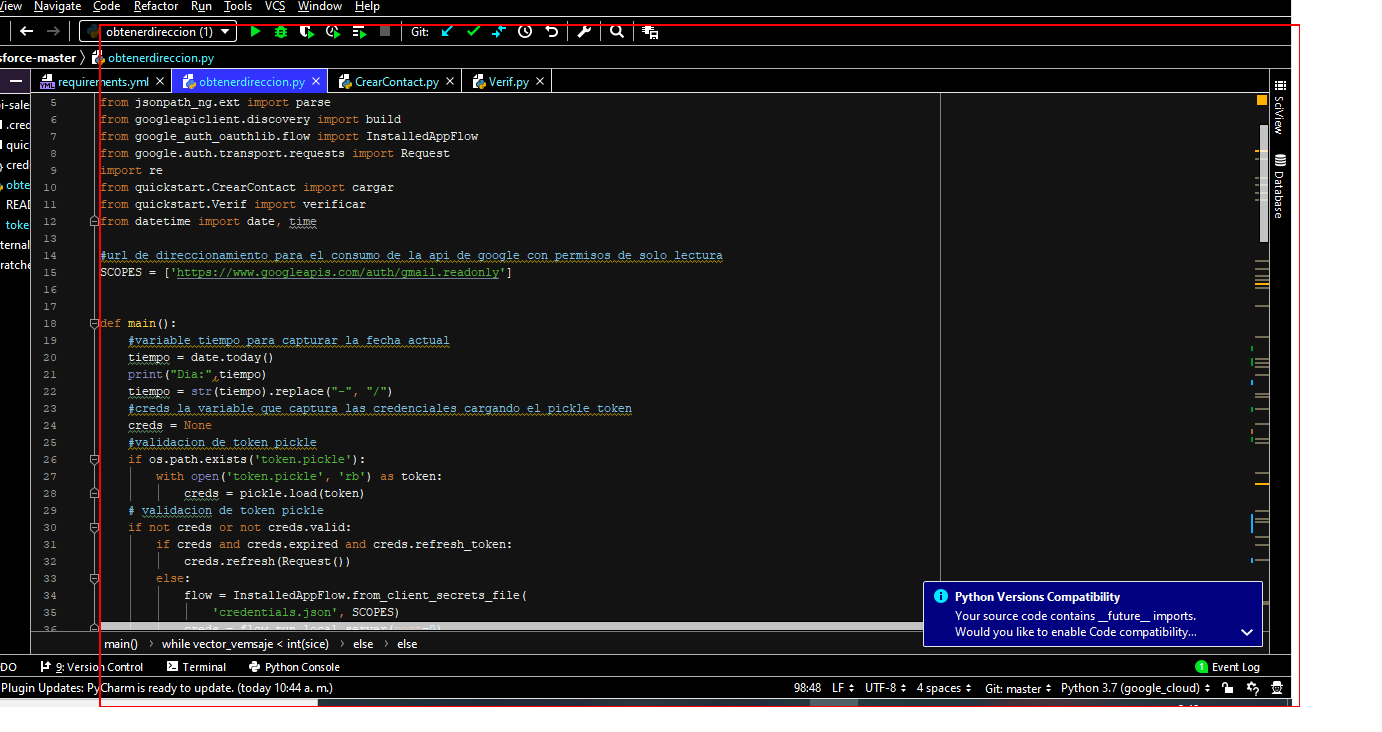 View Navigate Code Refactor Run Tools VCS Window Help
obtenerdireccion (1) Git:
sforce-master obtenerdireccion.py
requirements.yml obtenerdireccion.py CrearContact.py Verif.py
5 from jsonpath_ng.ext import parse
6 from googleapiclient.discovery import build
7 from google_auth_oauthlib.flow import InstalledAppFlow
8 from google.auth.transport.requests import Request
9 import re
10 from quickstart.CrearContact import cargar
11 from quickstart.Verif import verificar
12 from datetime import date, time
13
14 #url de direccionamiento para el consumo de la api de google con permisos de solo lectura
15 SCOPES = ['https://www.googleapis.com/auth/gmail.readonly']
16
17
18 def main():
19 #variable tiempo para capturar la fecha actual
20 tiempo = date.today()
21 print("Dia:",tiempo)
22 tiempo = str(tiempo).replace("-", "/")
23 #creds la variable que captura las credenciales cargando el pickle token
24 creds = None
25 #validacion de token pickle
26 if os.path.exists('token.pickle'):
27 with open('token.pickle', 'rb') as token:
28 creds = pickle.load(token)
29 # validacion de token pickle
30 if not creds or not creds.valid:
31 if creds and creds.expired and creds.refresh_token:
32 creds.refresh(Request())
33 else:
34 flow = InstalledAppFlow.from_client_secrets_file(
35 'credentials.json', SCOPES)
36
i-sale
.cred
quic
cred
obte
READ
toke
ternal
ratche
SciView
Database
Python Versions Compatibility
Your source code contains __future__ imports.
Would you like to enable Code compatibility...
main() while vector_vemsaje < int(sice) else else
DO 9: Version Control Terminal Python Console 1 Event Log
Plugin Updates: PyCharm is ready to update. (today 10:44 a. m.) 98:48 LF UTF-8 4 spaces Git: master Python 3.7 (google_cloud)